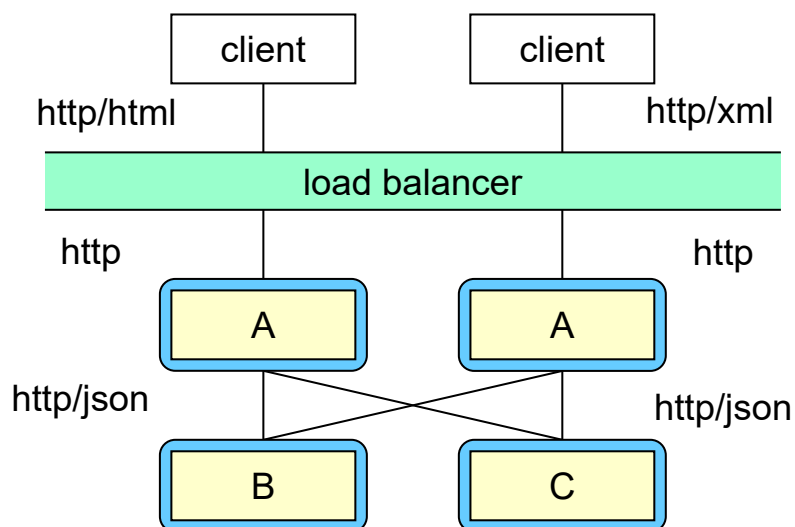 client
client
http/html
http/xml
load balancer
http
http
A
A
http/json
http/json
B
C